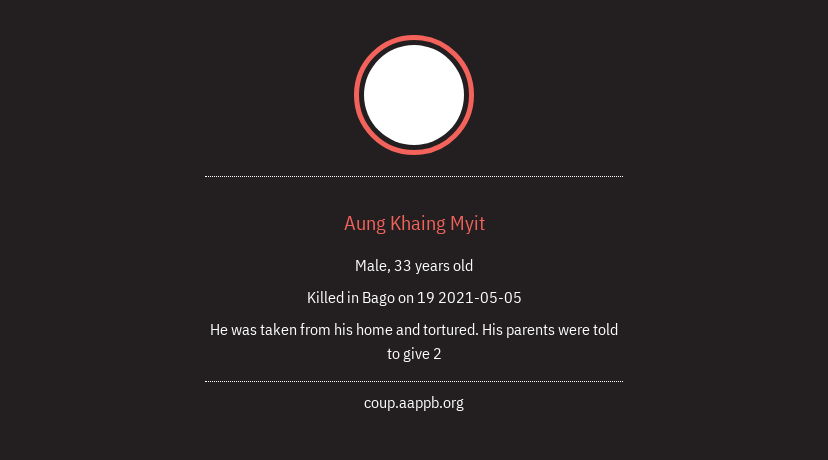 Aung Khaing Myit
Male, 33 years old
Killed in Bago on 19 2021-05-05
He was taken from his home and tortured. His parents were told
to give 2
coup.aappb.org